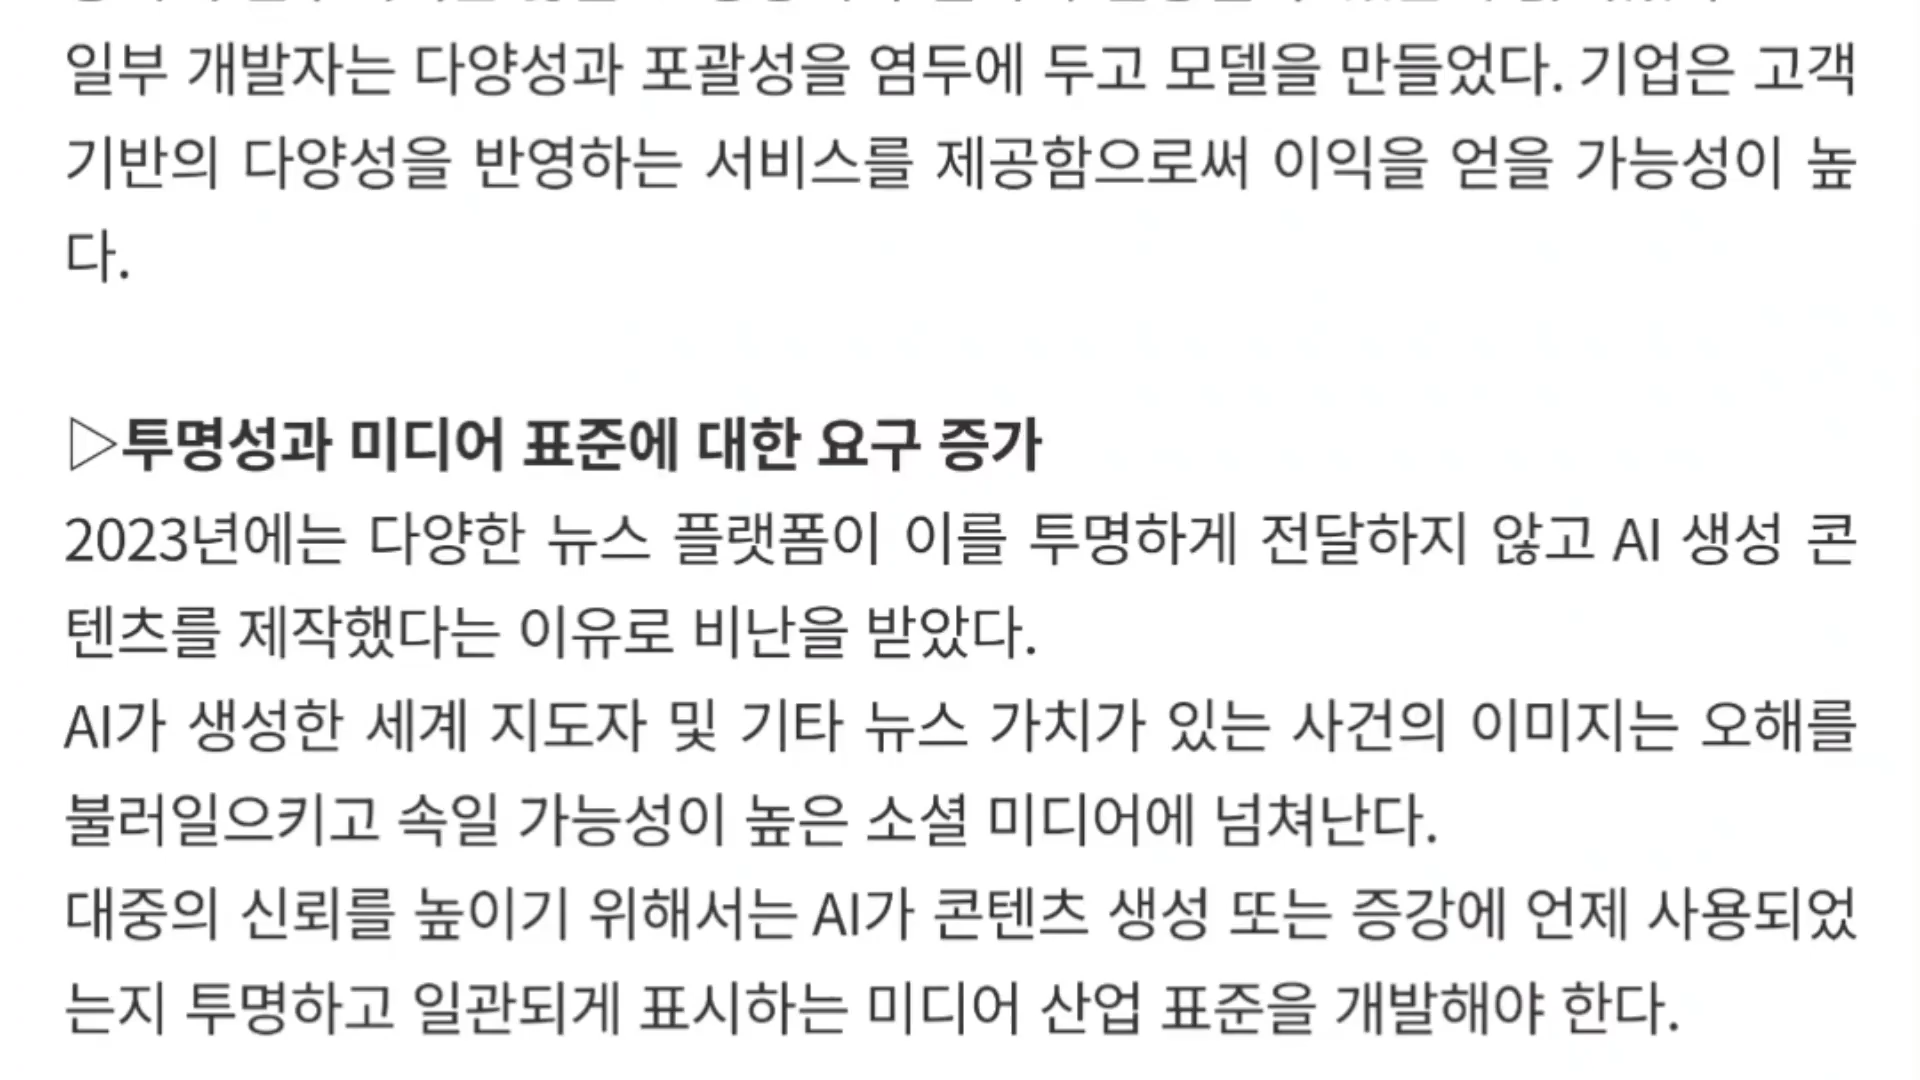 일부 개발자는 다양성과 포괄성을 염두에 두고 모델을 만들었다. 기업은 고객
기반의 다양성을 반영하는 서비스를 제공함으로써 이익을 얻을 가능성이 높
다.
▷투명성과 미디어 표준에 대한 요구 증가
2023년에는 다양한 뉴스 플랫폼이 이를 투명하게 전달하지 않고 AI 생성 콘
텐츠를 제작했다는 이유로 비난을 받았다.
AI가 생성한 세계 지도자 및 기타 뉴스 가치가 있는 사건의 이미지는 오해를
불러일으키고 속일 가능성이 높은 소셜 미디어에 넘쳐난다.
대중의 신뢰를 높이기 위해서는 AI가 콘텐츠 생성 또는 증강에 언제 사용되었
는지 투명하고 일관되게 표시하는 미디어 산업 표준을 개발해야 한다.